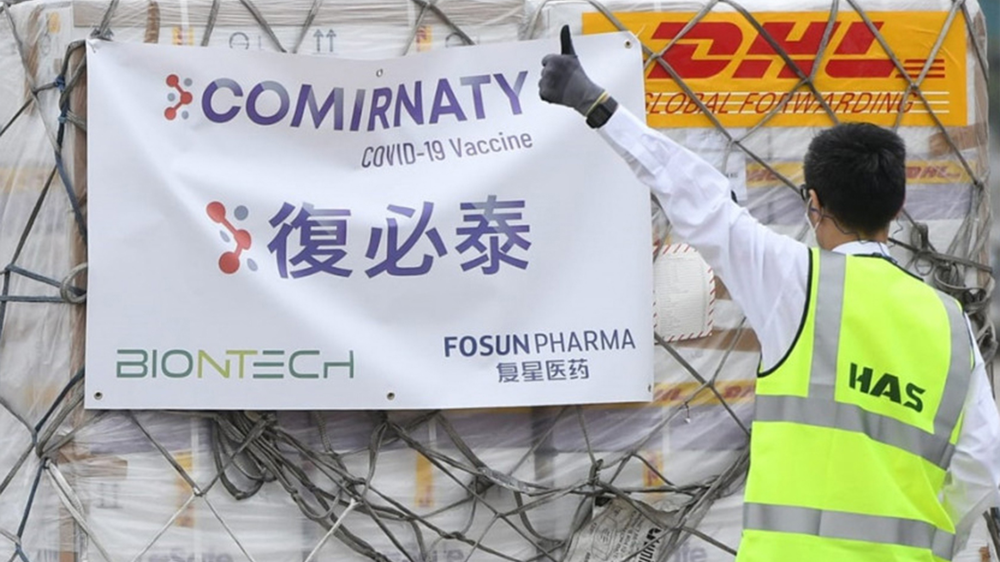 DHL
GLOBAL FORWARDING
COMIRNATY
COVID-19 Vaccine
復必泰
BIONTECH
FOSUN PHARMA
复星医药
HAS